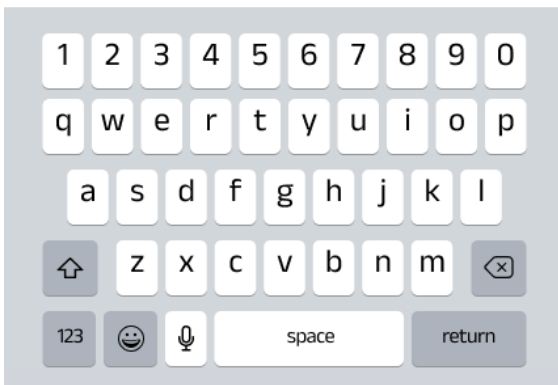 1 2 3 4 5 6 7 8 9 0
q w e r t y u i o p
a s d f g h j k l
z x c v b n m
123 space return